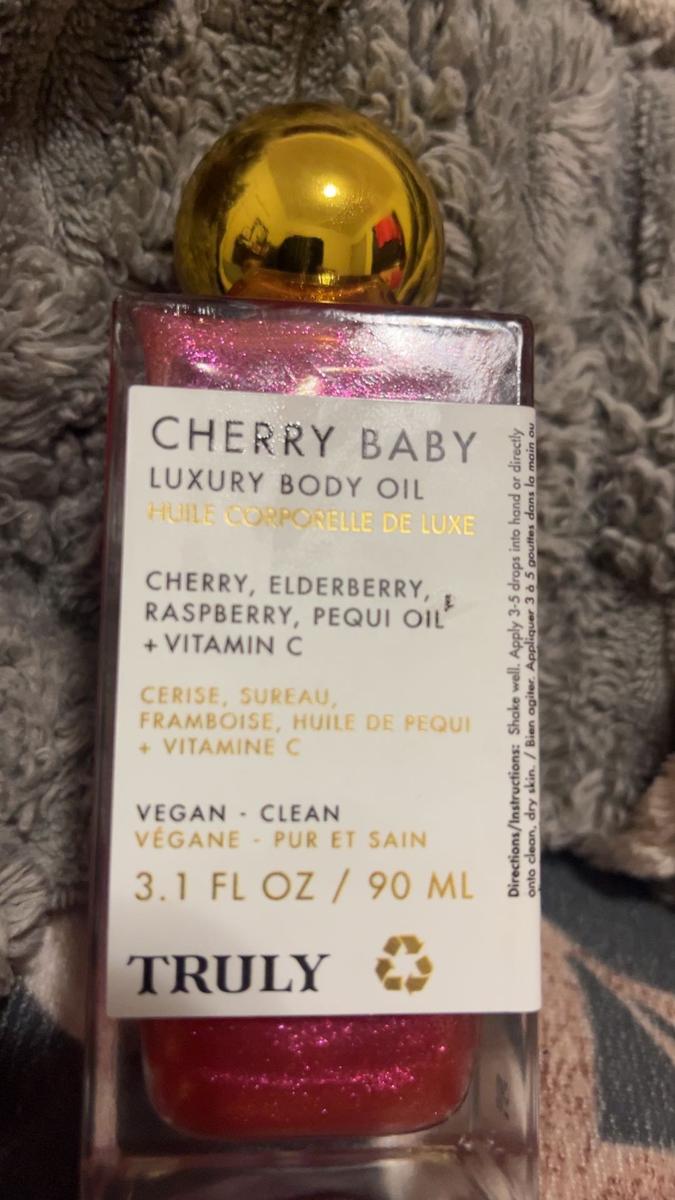 CHERRY BABY
LUXURY BODY OIL
HUILE CORPORELLE DE LUXE
CHERRY, ELDERBERRY,
RASPBERRY, PEQUI OIL
+ VITAMIN C
CERISE, SUREAU,
FRAMBOISE, HUILE DE PEQUI
+ VITAMINE C
VEGAN - CLEAN
VÉGANE - PUR ET SAIN
3.1 FL OZ / 90 ML
TRULY
Directions/Instructions: Shake well. Apply 3-5 drops into hand or directly
onto clean, dry skin. / Bien agiter. Appliquer 3 à 5 gouttes dans la main ou